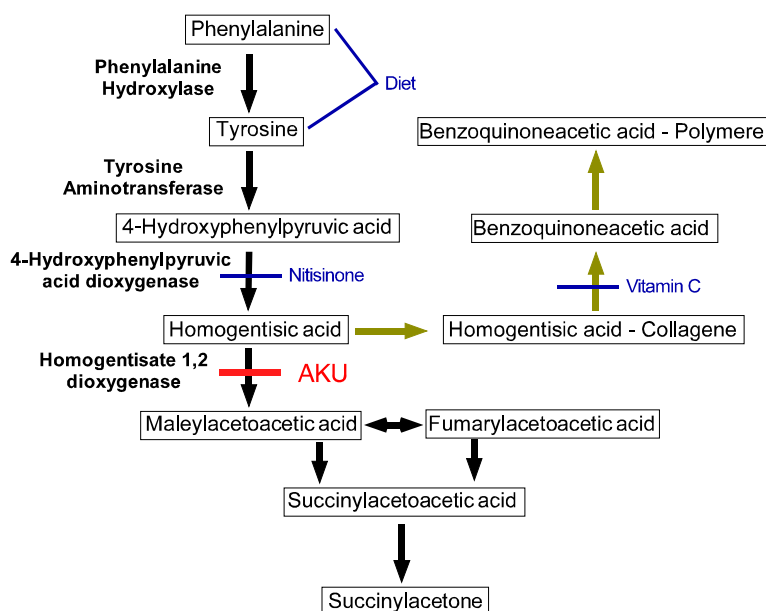 Phenylalanine
Phenylalanine
Hydroxylase
Diet
Tyrosine
Benzoquinoneacetic acid - Polymere
Tyrosine
Aminotransferase
4-Hydroxyphenylpyruvic acid
Benzoquinoneacetic acid
4-Hydroxyphenylpyruvic
acid dioxygenase
Nitisinone
Vitamin C
Homogentisic acid
Homogentisic acid - Collagene
Homogentisate 1,2
dioxygenase
AKU
Maleylacetoacetic acid
Fumarylacetoacetic acid
Succinylacetoacetic acid
Succinylacetone